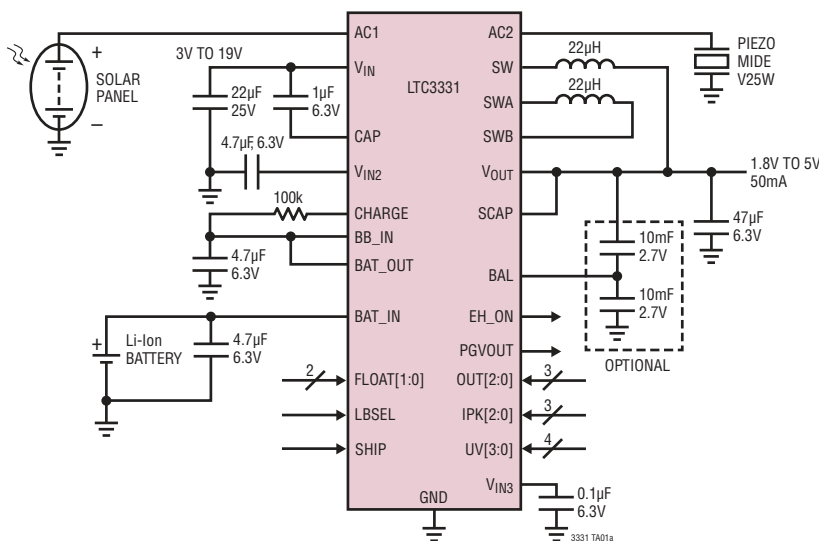 AC1
AC2
3V TO 19V
VIN
22µF
25V
1µF
6.3V
CAP
4.7µF, 6.3V
VIN2
100k
CHARGE
BB_IN
BAT_OUT
4.7µF
6.3V
BAT_IN
+
Li-Ion
BATTERY
4.7µF
6.3V
2
FLOAT[1:0]
LBSEL
SHIP
+
SOLAR
PANEL
–
LTC3331
GND
SW
22µH
SWA
22µH
SWB
PIEZO
MIDE
V25W
VOUT
1.8V TO 5V
50mA
SCAP
47µF
6.3V
10mF
2.7V
BAL
10mF
2.7V
OPTIONAL
EH_ON
PGVOUT
OUT[2:0]
3
IPK[2:0]
3
UV[3:0]
4
VIN3
0.1µF
6.3V
3331 TA01a